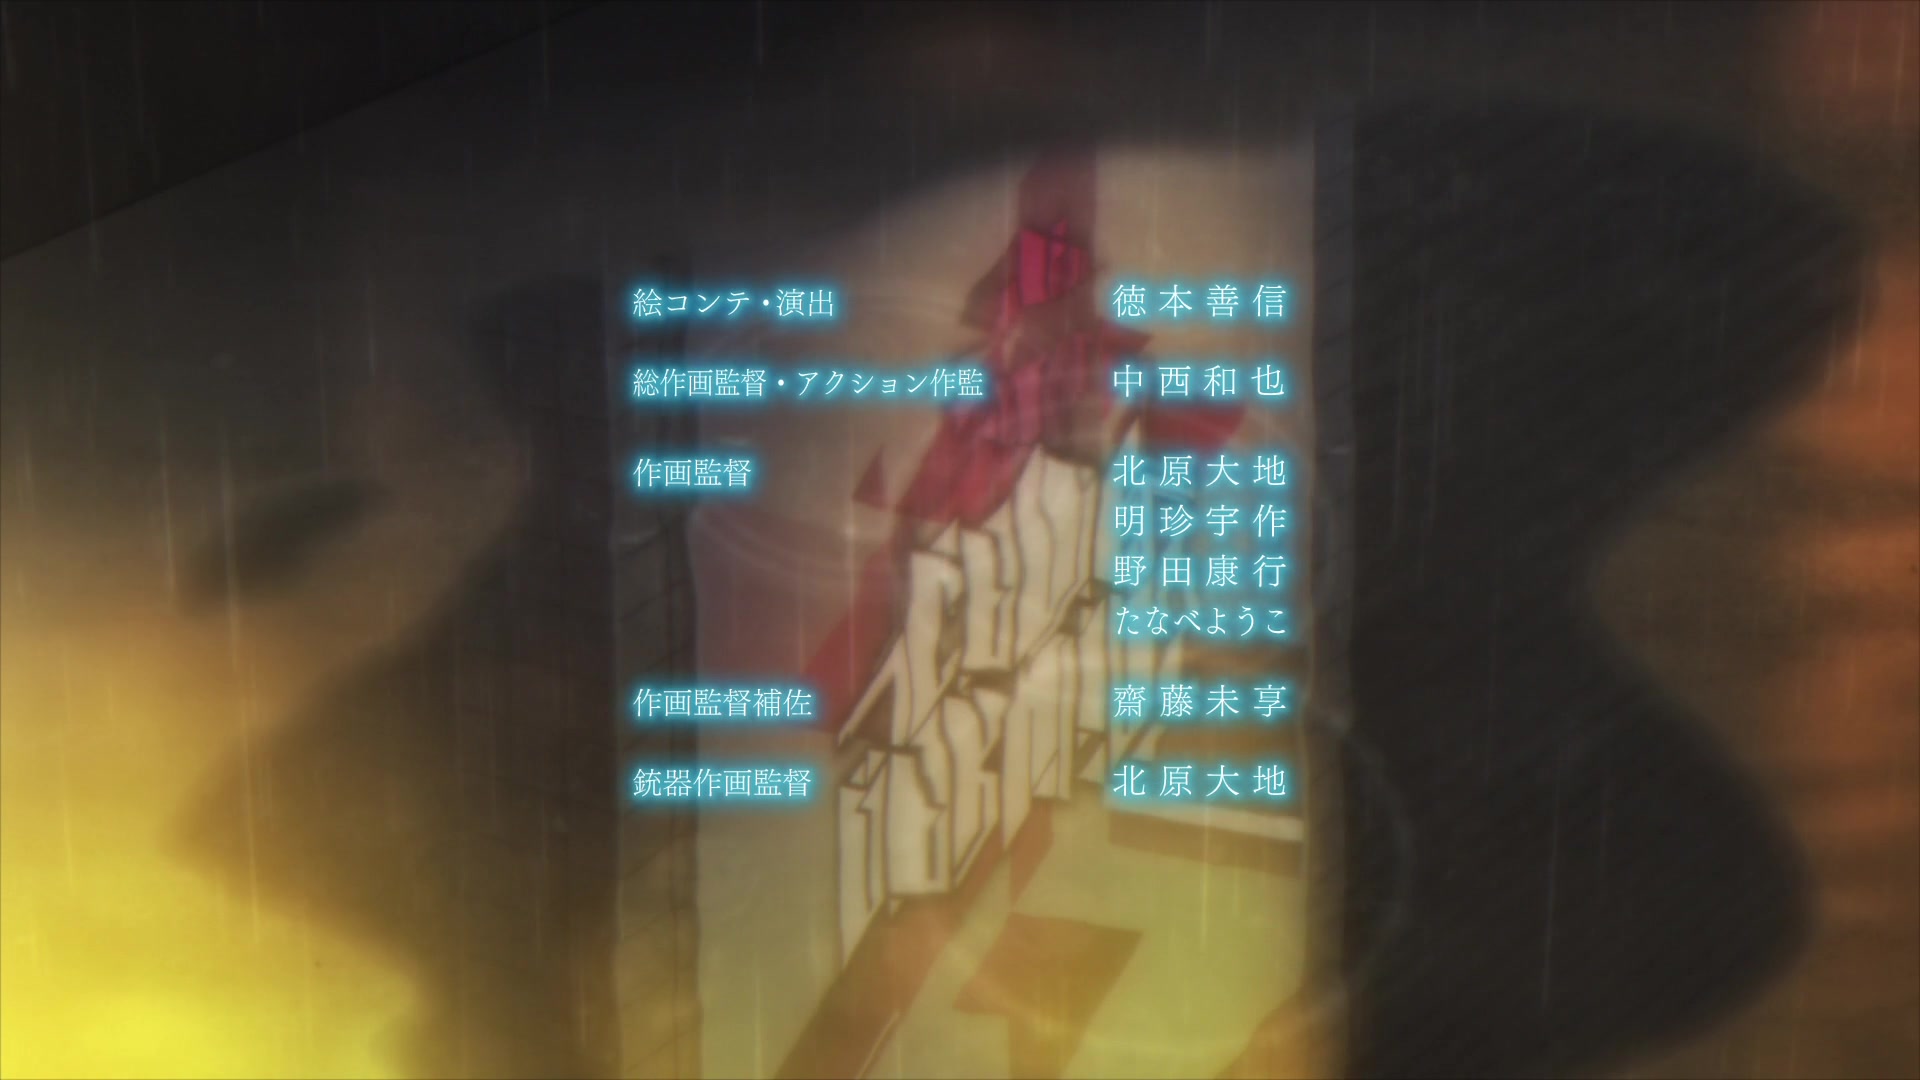 絵コンテ・演出 徳本善信
総作画監督・アクション作監 中西和也
作画監督 北原大地
明珍宇作
野田康行
たなべようこ
作画監督補佐 齋藤未享
銃器作画監督 北原大地